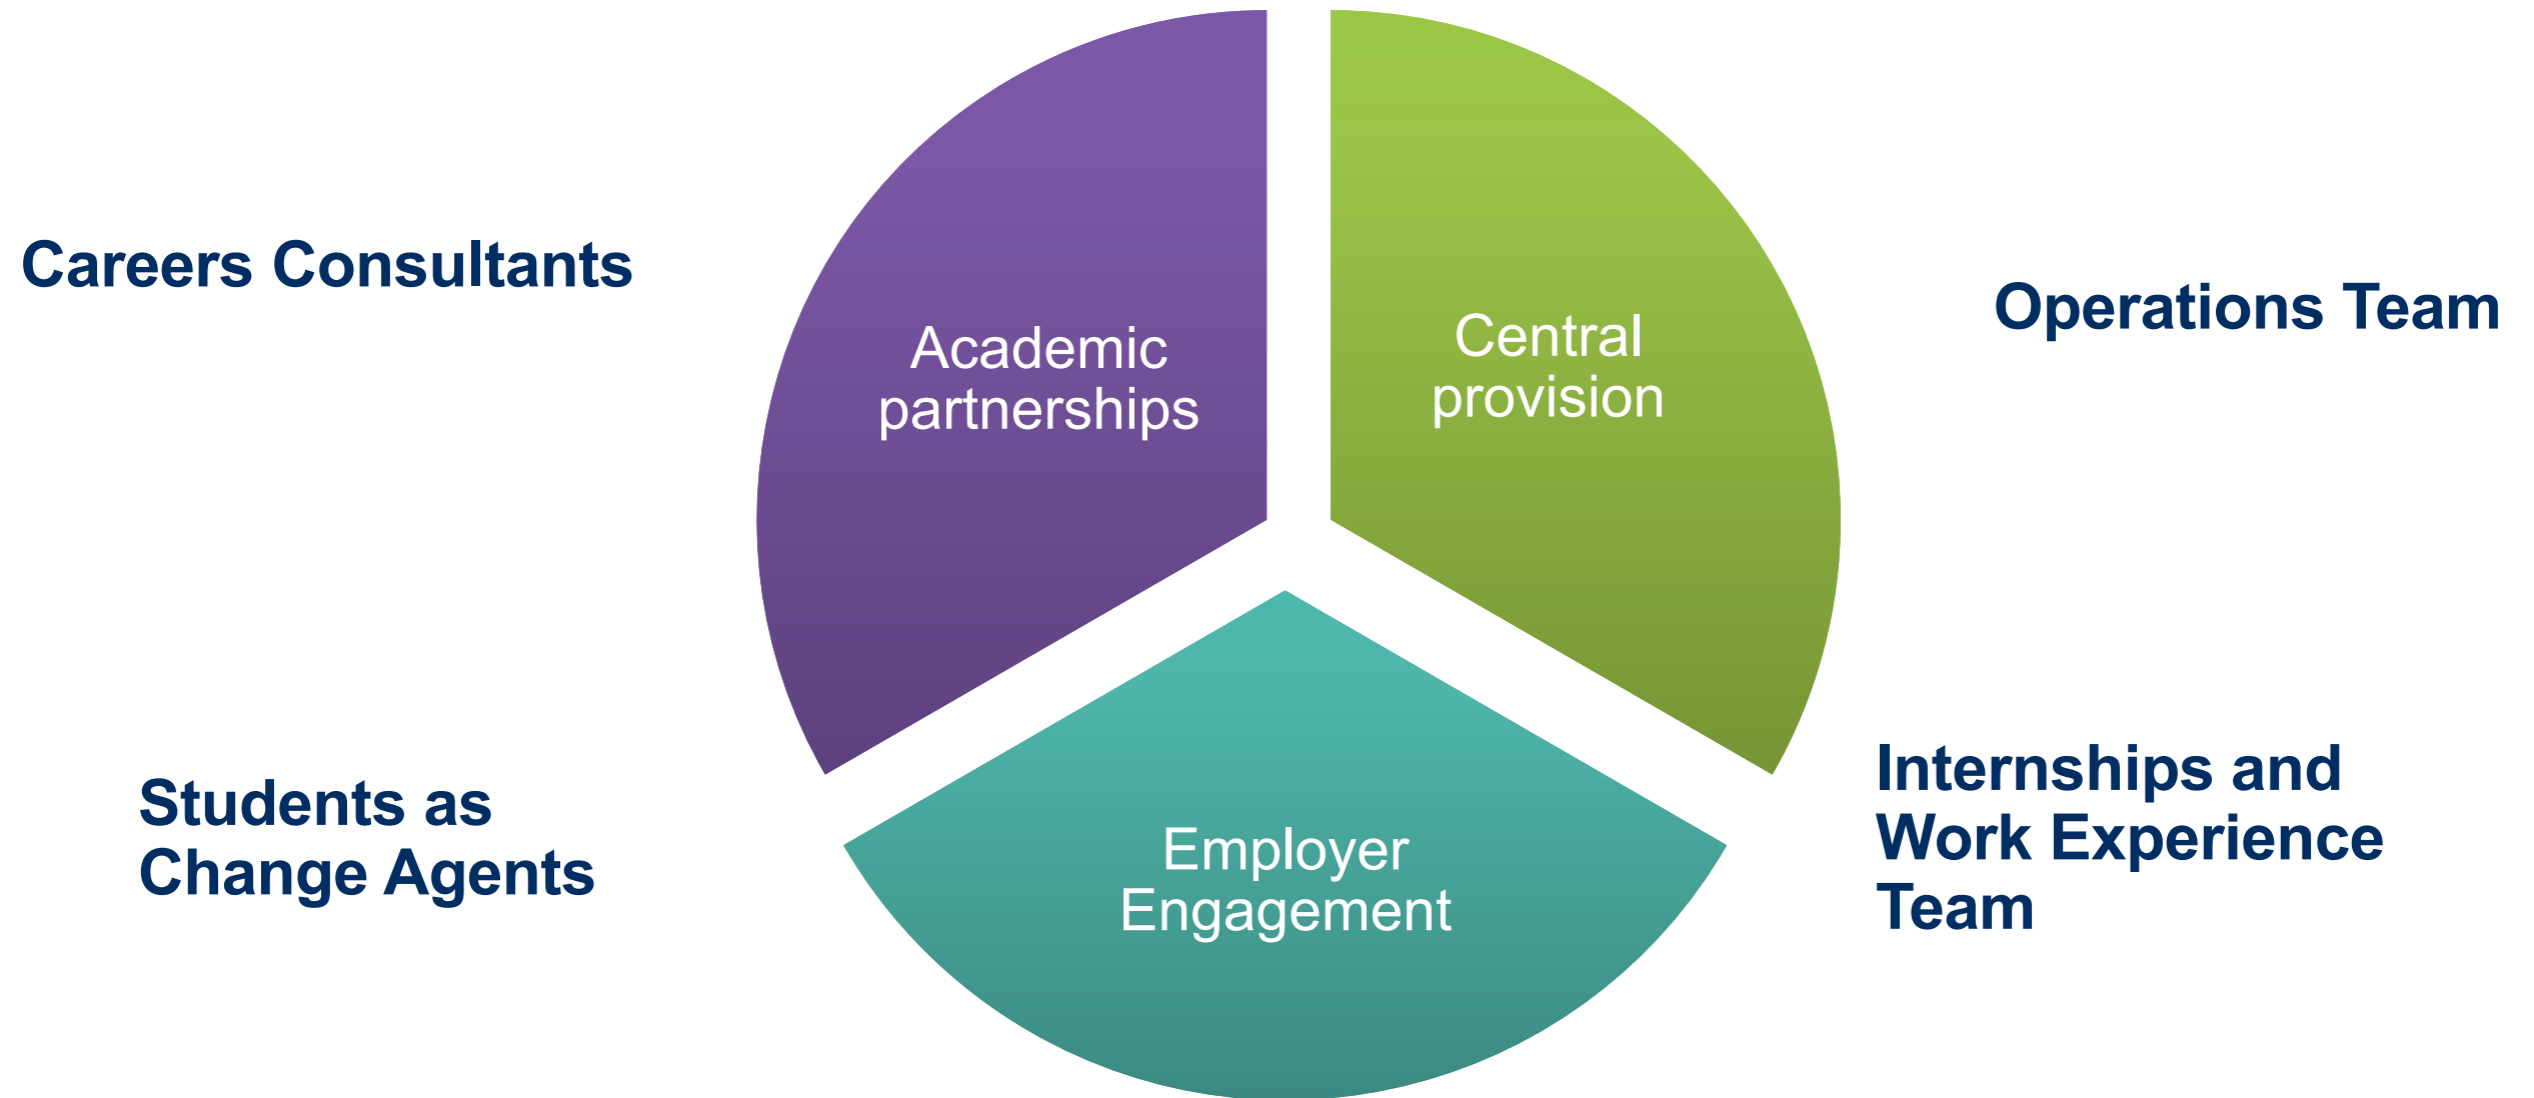 Careers Consultants
Academic
partnerships
Central
provision
Operations Team
Students as
Change Agents
Employer
Engagement
Internships and
Work Experience
Team